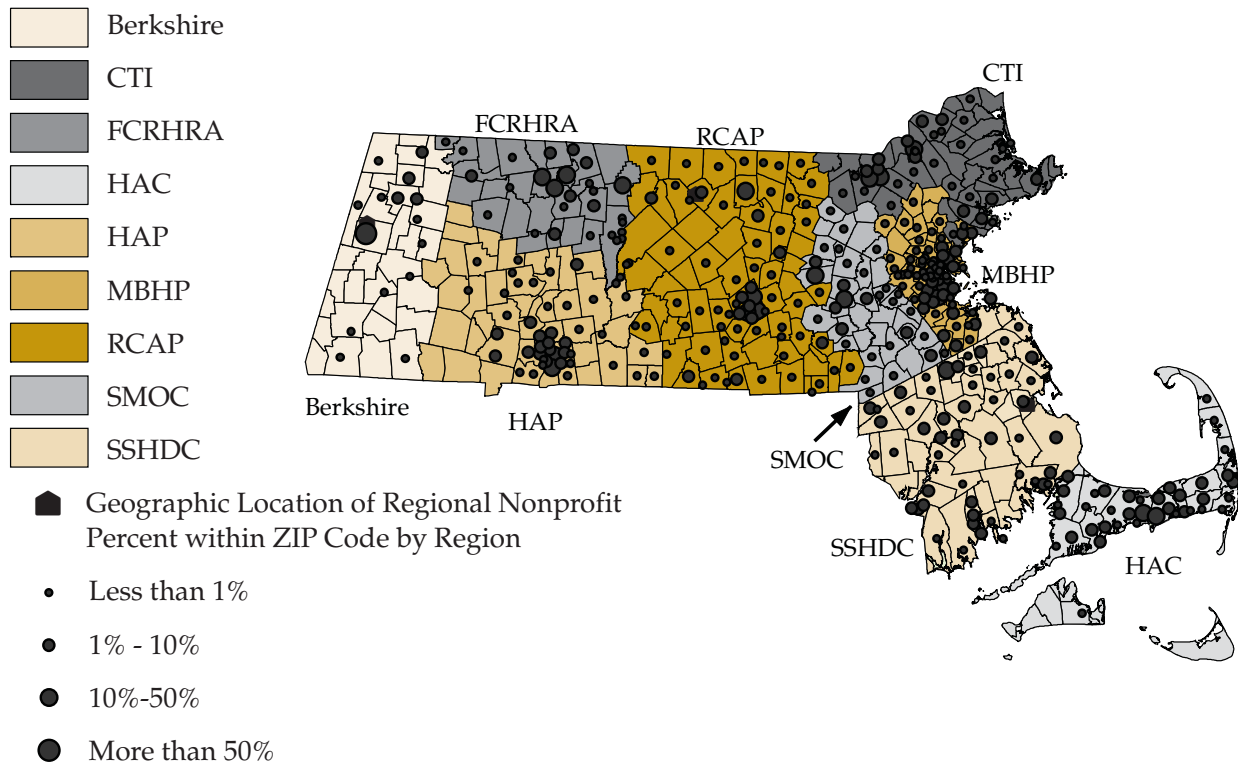 Berkshire
CTI
FCRHRA
HAC
HAP
MBHP
RCAP
SMOC
SSHDC
Geographic Location of Regional Nonprofit
Percent within ZIP Code by Region
Less than 1%
1% - 10%
10%-50%
More than 50%
CTI
FCRHRA
RCAP
MBHP
Berkshire
HAP
SMOC
SSHDC
HAC